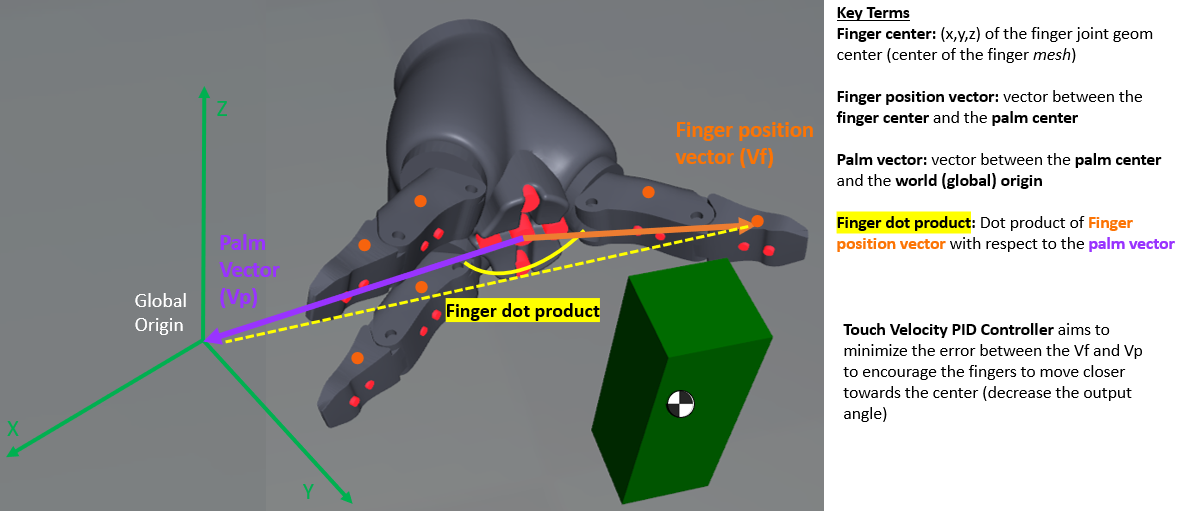 Z
Finger position
vector (Vf)
Palm
Vector
(Vp)
Global
Origin
Finger dot product
X
Y
Key Terms
Finger center: (x,y,z) of the finger joint geom
center (center of the finger mesh)
Finger position vector: vector between the
finger center and the palm center
Palm vector: vector between the palm center
and the world (global) origin
Finger dot product: Dot product of Finger
position vector with respect to the palm vector
Touch Velocity PID Controller aims to
minimize the error between the Vf and Vp
to encourage the fingers to move closer
towards the center (decrease the output
angle)